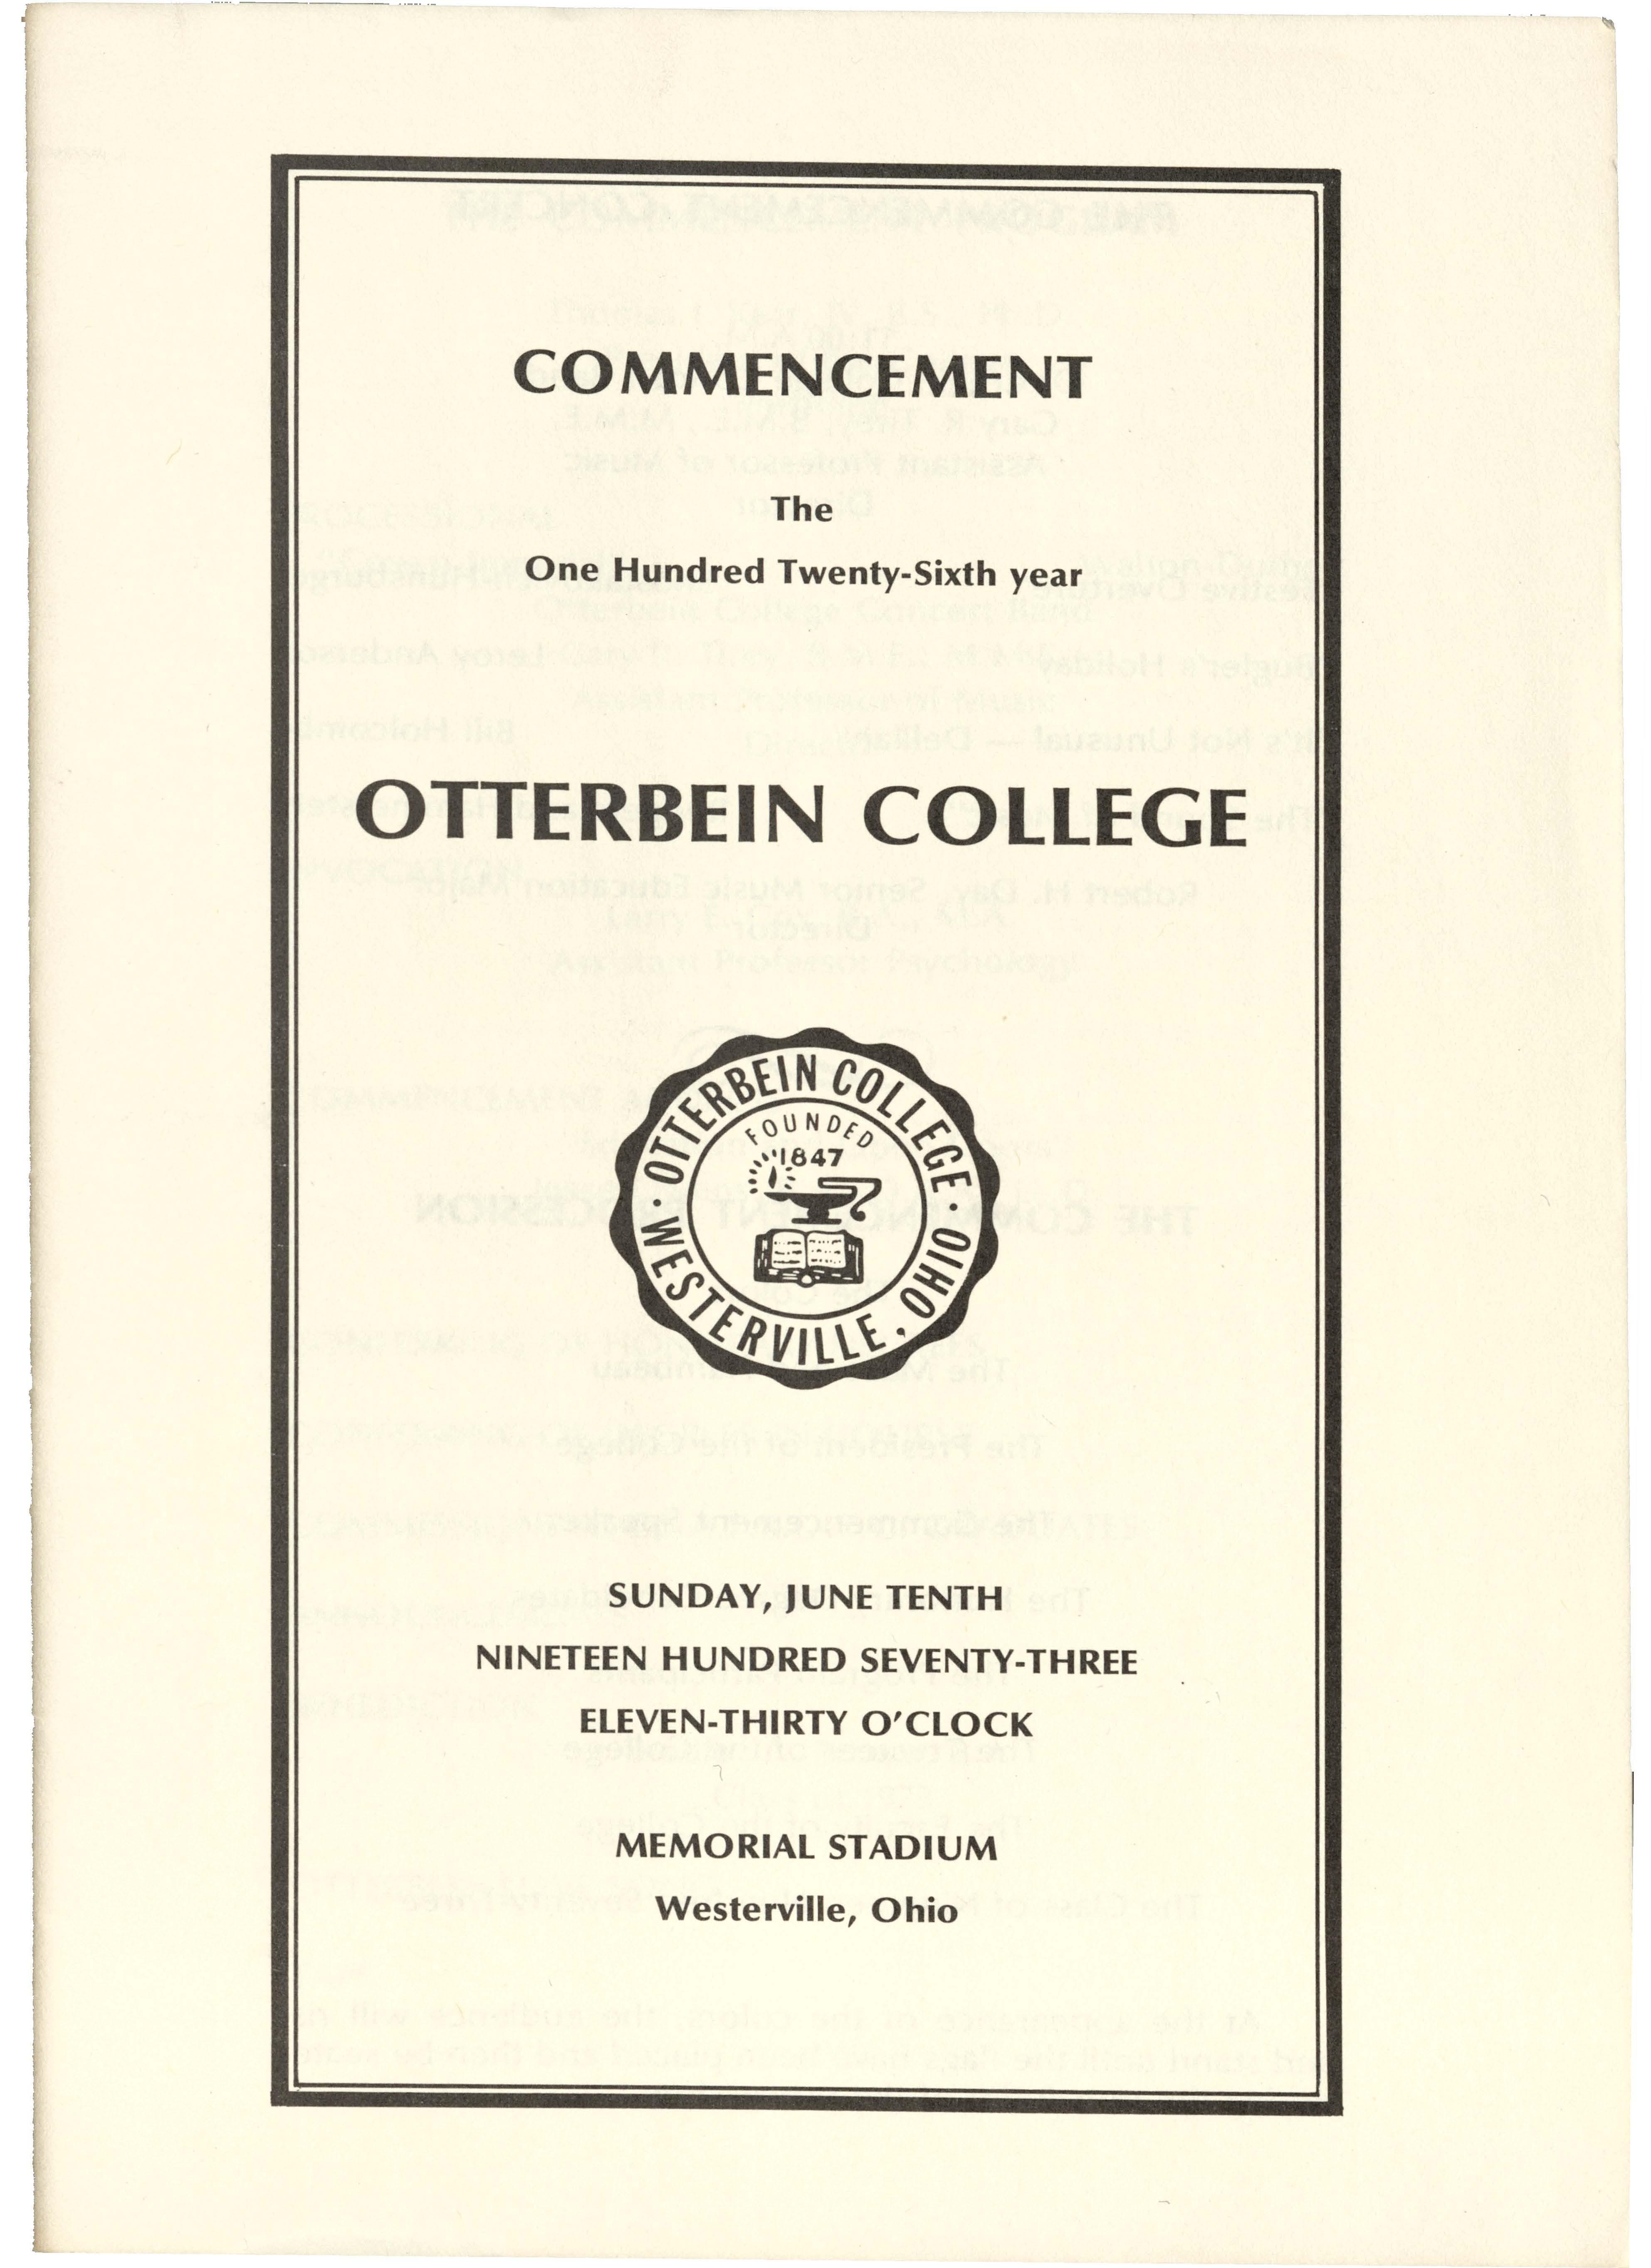 COMMENCEMENT
The
One Hundred Twenty-Sixth year
OTTERBEIN COLLEGE
OTTERBEIN COLLEGE
FOUNDED
1847
WESTERVILLE, OHIO
SUNDAY, JUNE TENTH
NINETEEN HUNDRED SEVENTY-THREE
ELEVEN-THIRTY O'CLOCK
MEMORIAL STADIUM
Westerville, Ohio